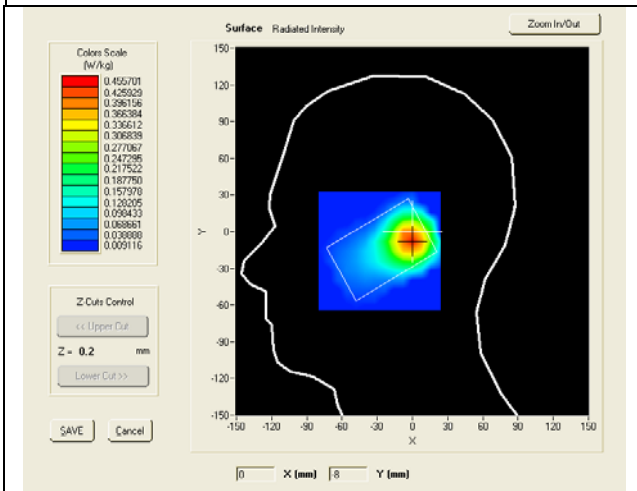 Surface Radiated Intensity
Zoom In/Out
Colors Scale
(W/kg)
0.455701
0.425929
0.396156
0.366384
0.336612
0.306839
0.277067
0.247295
0.217522
0.187750
0.157978
0.128205
0.098433
0.068661
0.038888
0.009116
150-
120-
90-
60-
30-
0-
-30-
-60-
-90-
-120-
-150-
Y
-150 -120 -90 -60 -30 0 30 60 90 120 150
X
Z-Cuts Control
<< Upper Cut
Z = 0.2 mm
Lower Cut >>
SAVE Cancel
0 X (mm) -8 Y (mm)